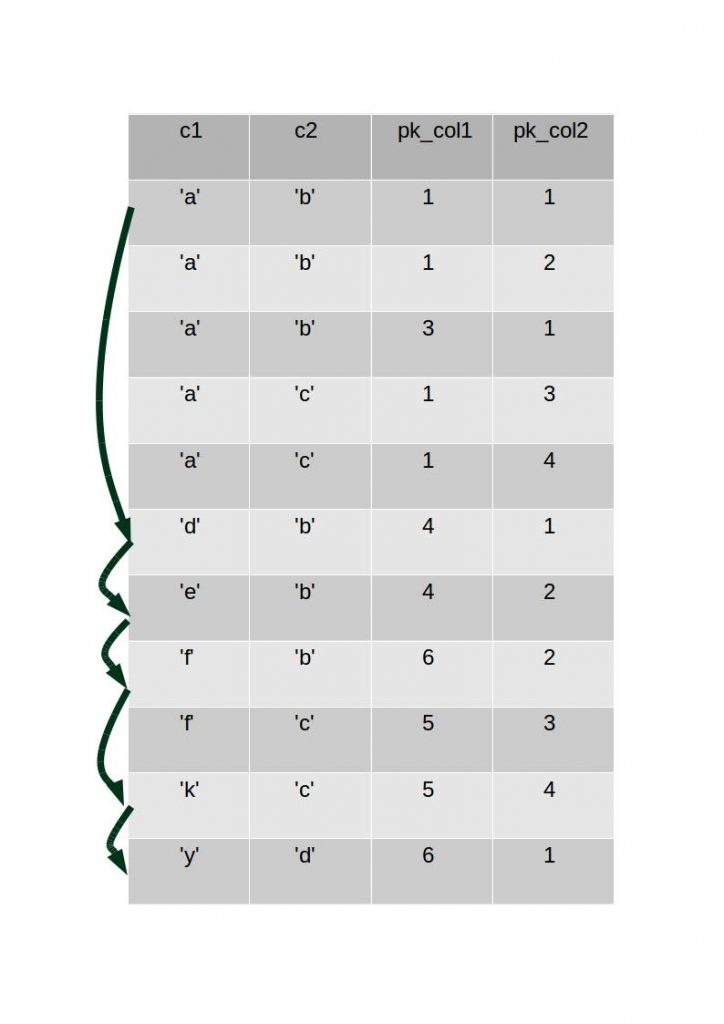 c1 c2 pk_col1 pk_col2
'a' 'b' 1 1
'a' 'b' 1 2
'a' 'b' 3 1
'a' 'c' 1 3
'a' 'c' 1 4
'd' 'b' 4 1
'e' 'b' 4 2
'f' 'b' 6 2
'f' 'c' 5 3
'k' 'c' 5 4
'y' 'd' 6 1